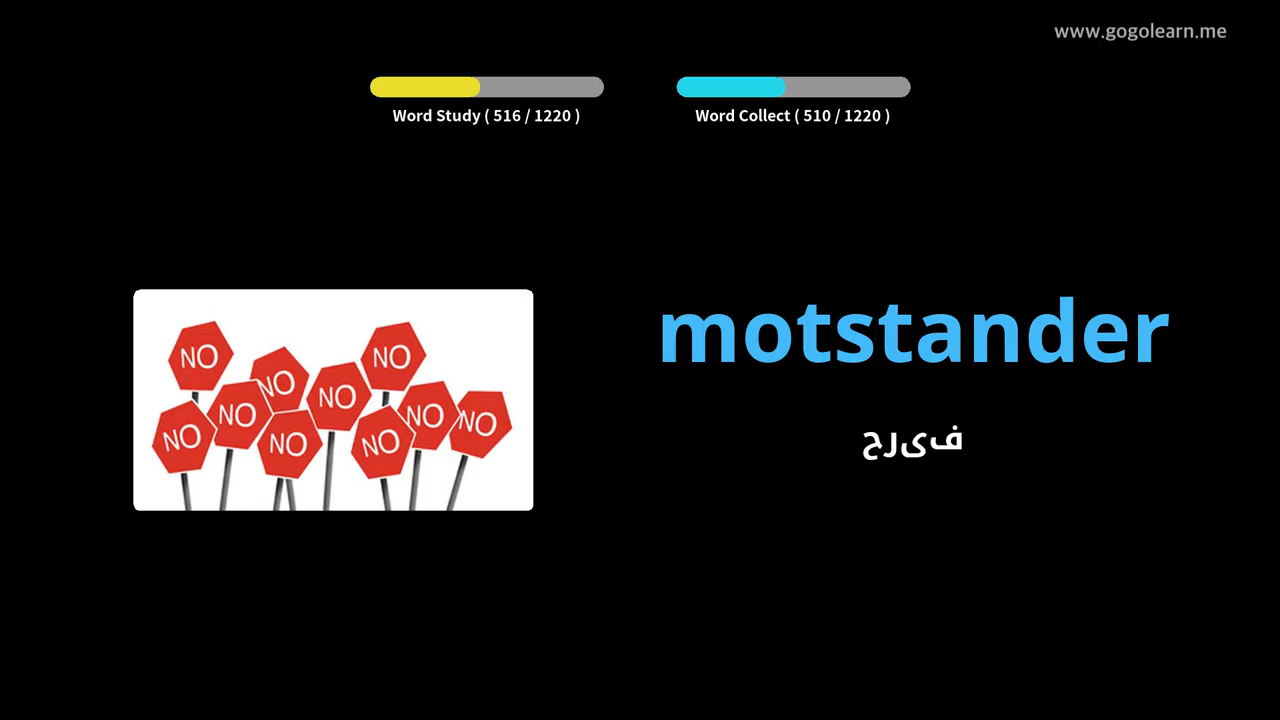 www.gogolearn.me
Word Study ( 516 / 1220 )
Word Collect ( 510 / 1220 )
NO NO
NO NO
NO NO NO
NO NO NO
motstander
فیرح